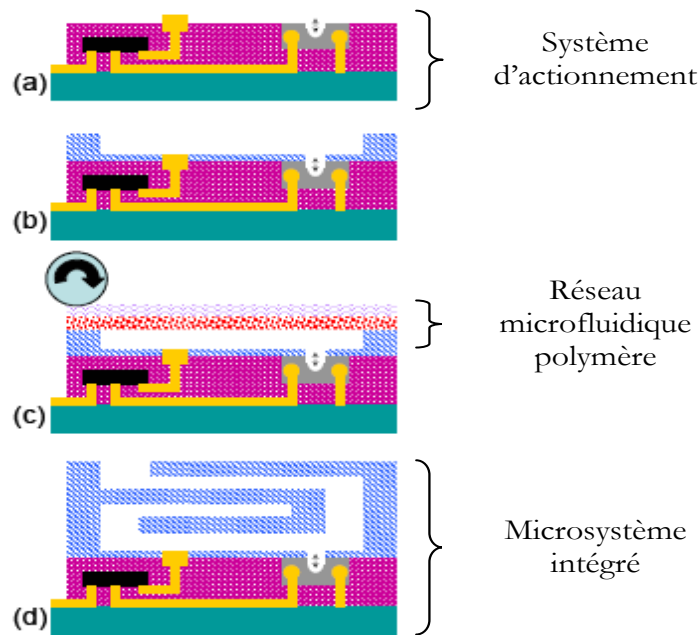 (a)
Système
d'actionnement
(b)
(c)
Réseau
microfluidique
polymère
(d)
Microsystème
intégré